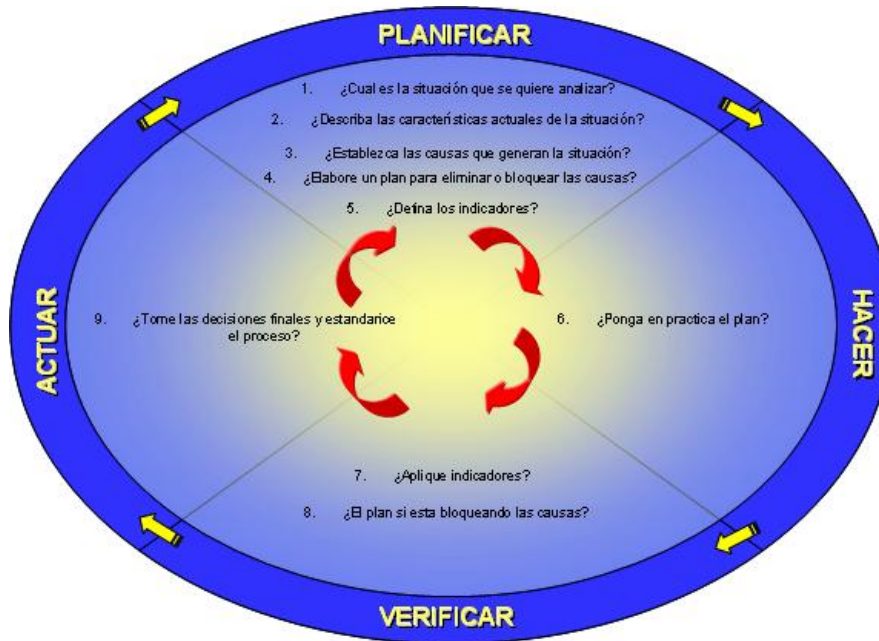 PLANIFICAR
1. ¿Cual es la situación que se quiere analizar?
2. ¿Describa las características actuales de la situación?
3. ¿Establezca las causas que generan la situación?
4. ¿Elabore un plan para eliminar o bloquear las causas?
5. ¿Defina los indicadores?
ACTUAR
9. ¿Tome las decisiones finales y estandarice
el proceso?
6. ¿Ponga en practica el plan?
HACER
7. ¿Aplique indicadores?
8. ¿El plan si esta bloqueando las causas?
VERIFICAR